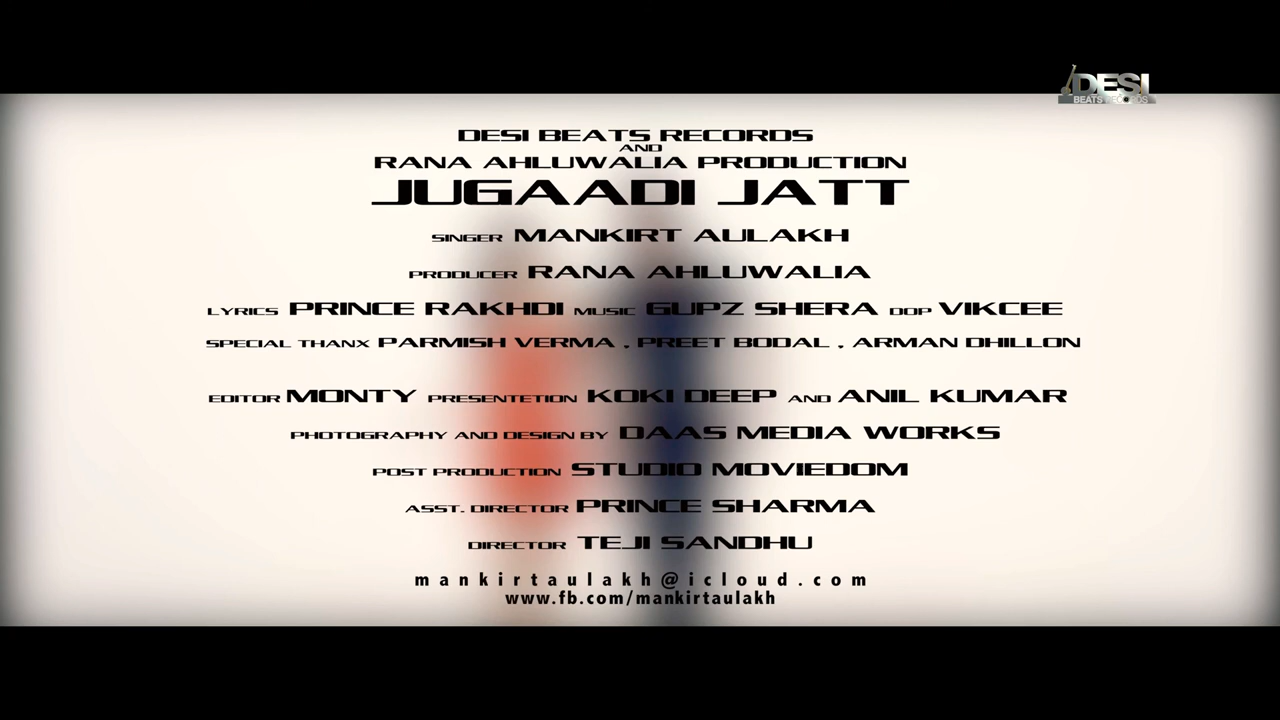 DESI
BEATS RECORDS
DESI BEATS RECORDS
AND
RANA AHLUWALIA PRODUCTION
JUGAADI JATT
SINGER MANKIRT AULAKH
PRODUCER RANA AHLUWALIA
LYRICS PRINCE RAKHDI MUSIC GUPZ SHERA DOP VIKCEE
SPECIAL THANX PARMISH VERMA , PREET BODAL , ARMAN DHILLON
EDITOR MONTY PRESENTETION KOKI DEEP AND ANIL KUMAR
PHOTOGRAPHY AND DESIGN BY DAAS MEDIA WORKS
POST PRODUCTION STUDIO MOVIEDOM
ASST. DIRECTOR PRINCE SHARMA
DIRECTOR TEJI SANDHU
mankirtaulakh@icloud.com
www.fb.com/mankirtaulakh